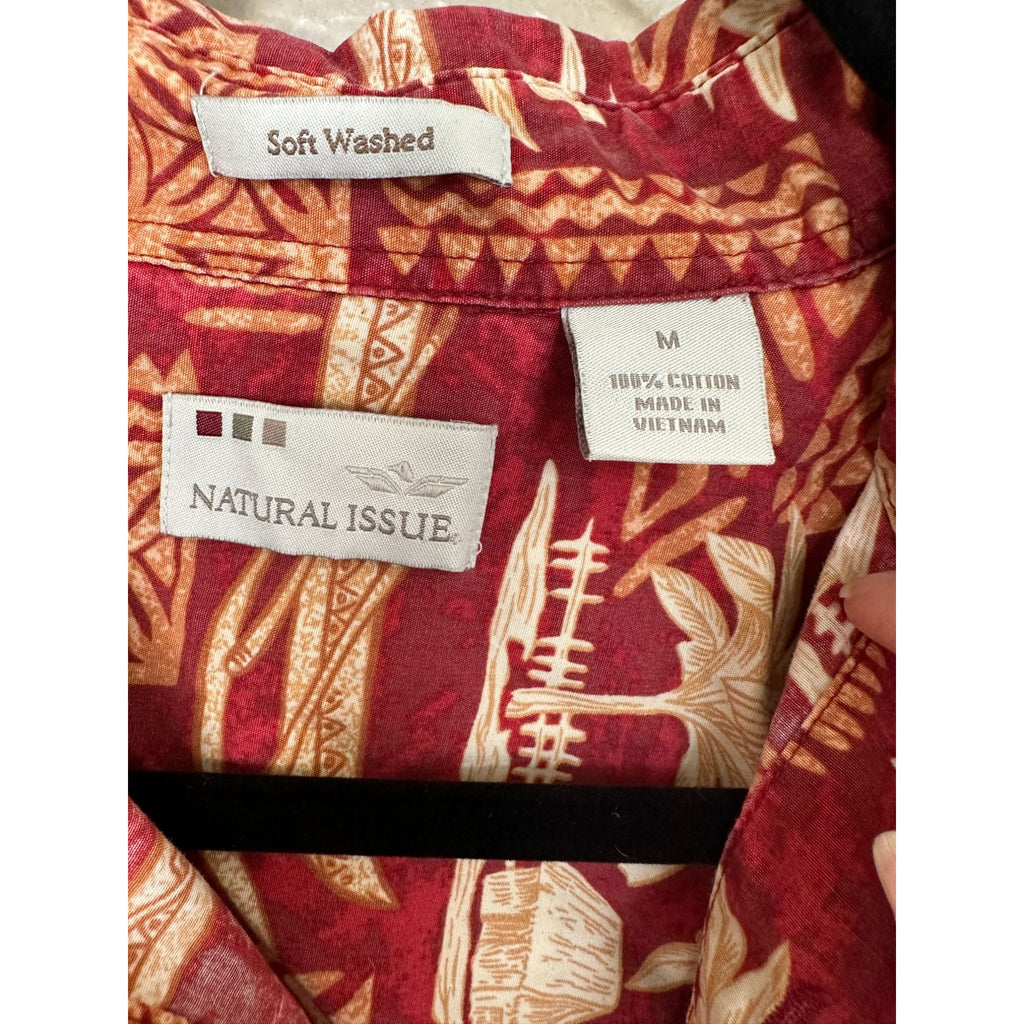 Soft Washed
M
100% COTTON
MADE IN
VIETNAM
NATURAL ISSUE